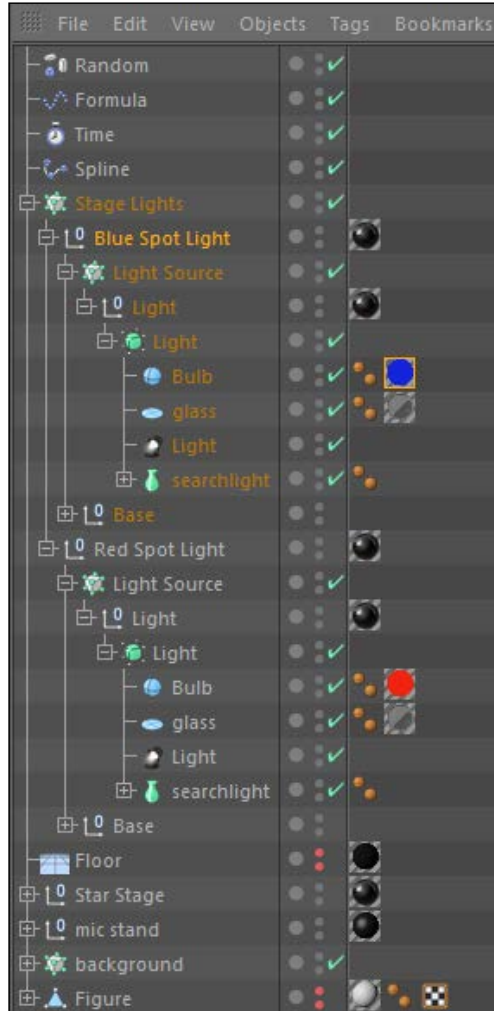 File Edit View Objects Tags Bookmarks
Random
Formula
Time
Spline
Stage Lights
Blue Spot Light
Light Source
Light
Light
Bulb
glass
Light
searchlight
Base
Red Spot Light
Light Source
Light
Light
Bulb
glass
Light
searchlight
Base
Floor
Star Stage
mic stand
background
Figure